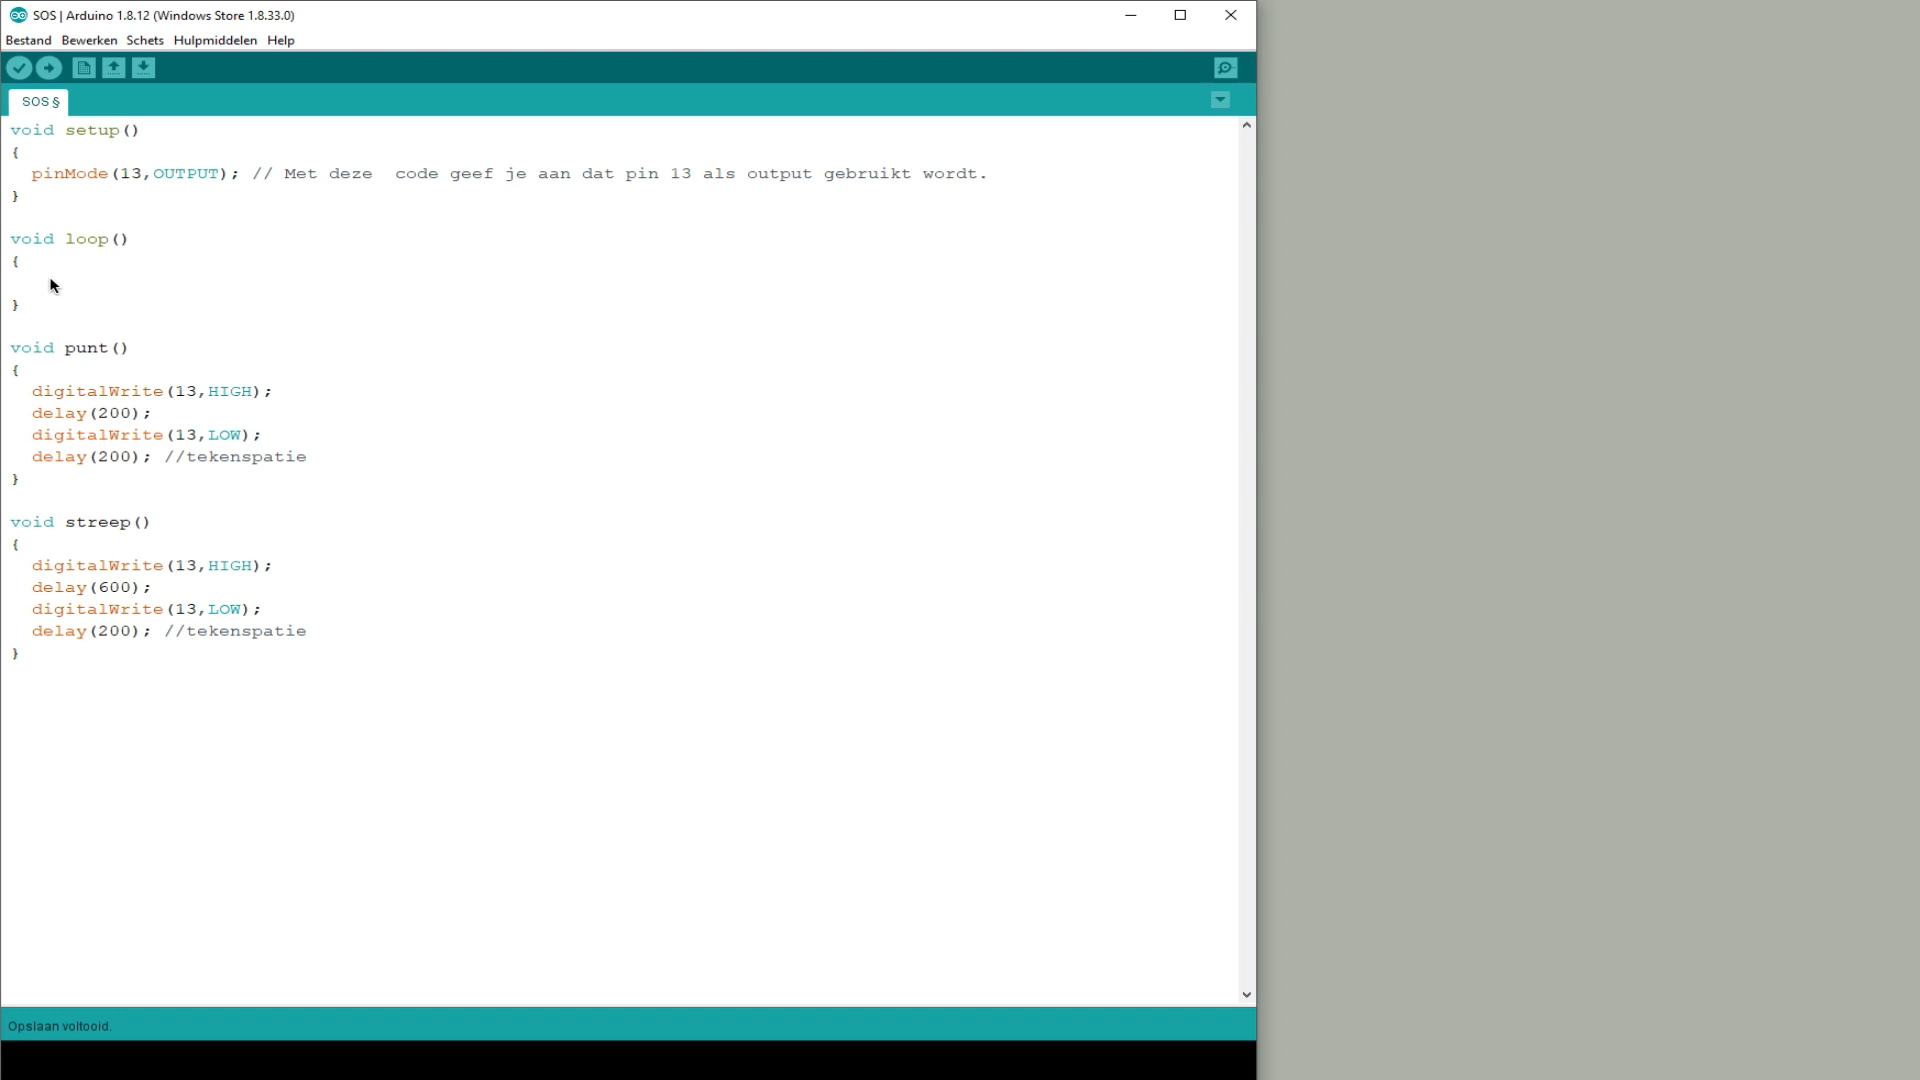 SOS | Arduino 1.8.12 (Windows Store 1.8.33.0)
Bestand Bewerken Schets Hulpmiddelen Help
SOS §
void setup()
{
  pinMode(13,OUTPUT); // Met deze  code geef je aan dat pin 13 als output gebruikt wordt.
}

void loop()
{

}

void punt()
{
  digitalWrite(13,HIGH);
  delay(200);
  digitalWrite(13,LOW);
  delay(200); //tekenspatie
}

void streep()
{
  digitalWrite(13,HIGH);
  delay(600);
  digitalWrite(13,LOW);
  delay(200); //tekenspatie
}
Opslaan voltooid.